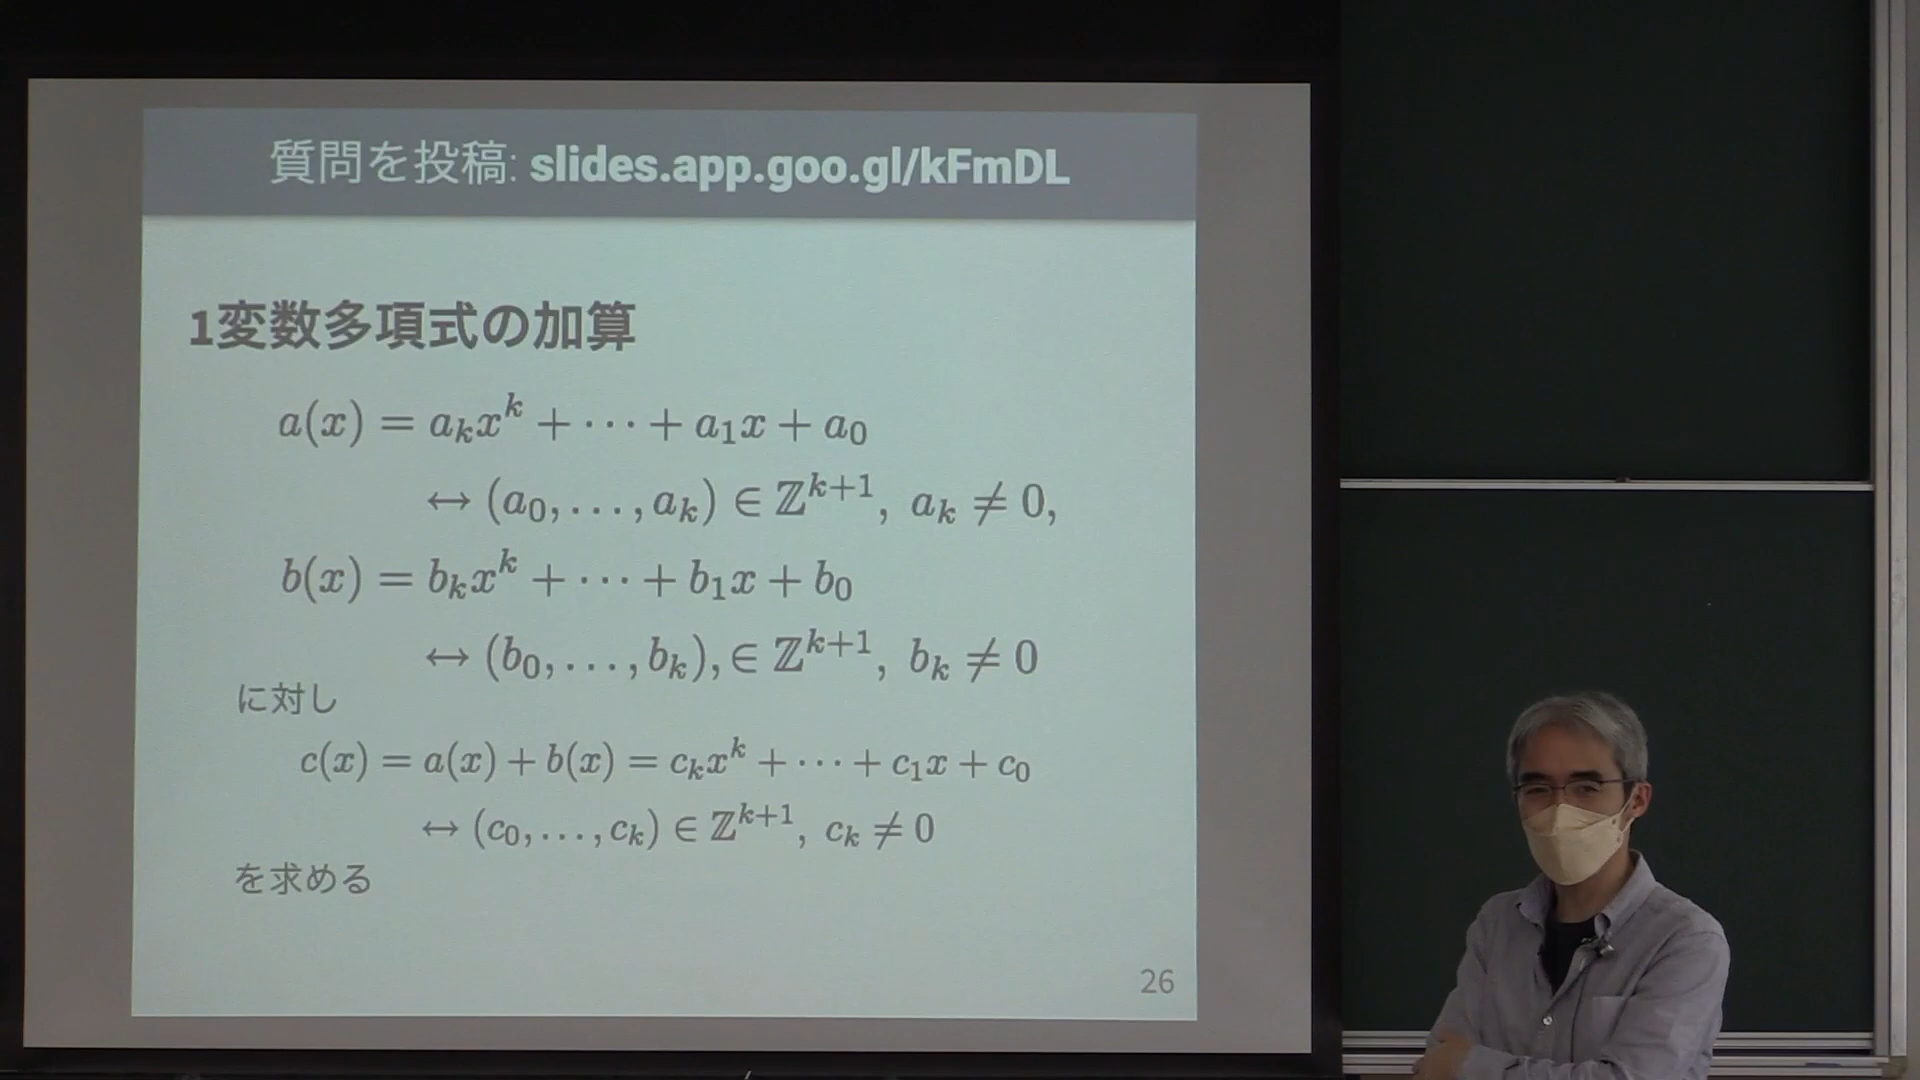 質問を投稿: slides.app.goo.gl/kFmDL
1変数多項式の加算
a(x) = a_k x^k + ⋯ + a_1 x + a_0
↔ (a_0, …, a_k) ∈ ℤ^{k+1}, a_k ≠ 0,
b(x) = b_k x^k + ⋯ + b_1 x + b_0
↔ (b_0, …, b_k), ∈ ℤ^{k+1}, b_k ≠ 0
に対し
c(x) = a(x) + b(x) = c_k x^k + ⋯ + c_1 x + c_0
↔ (c_0, …, c_k) ∈ ℤ^{k+1}, c_k ≠ 0
を求める
26